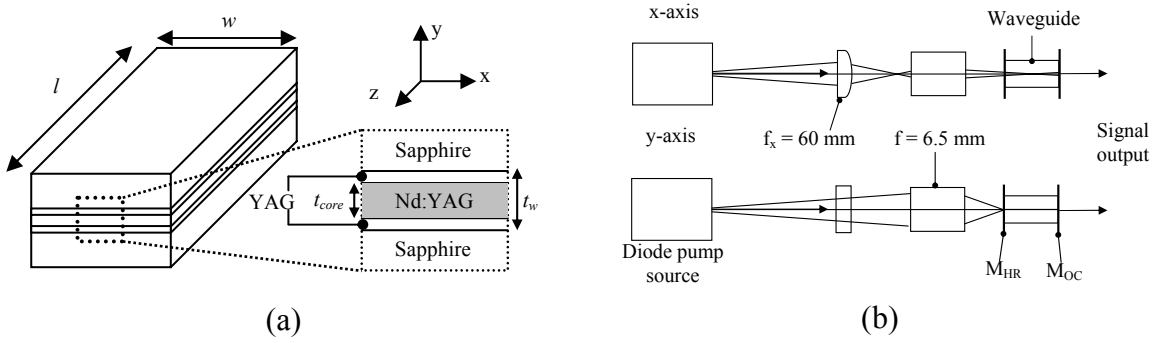 w
l
y
x
z
Sapphire
YAG
t_core
Nd:YAG
t_w
Sapphire
(a)
x-axis
Waveguide
y-axis
f_x = 60 mm
f = 6.5 mm
Signal
output
Diode pump
source
M_HR
M_OC
(b)